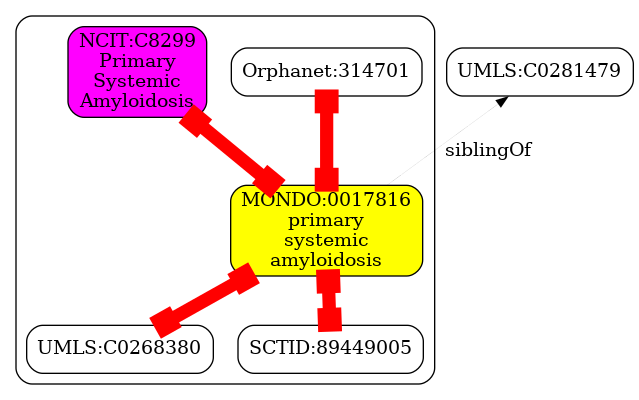 NCIT:C8299
Primary
Systemic
Amyloidosis
Orphanet:314701
UMLS:C0281479
siblingOf
MONDO:0017816
primary
systemic
amyloidosis
UMLS:C0268380
SCTID:89449005